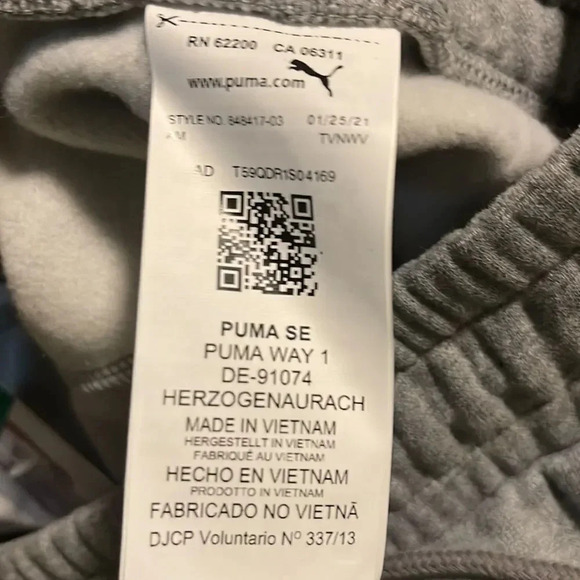 RN 62200 CA 06311
www.puma.com
STYLE NO. 848417-03 01/25/21
TVNWV
AD T59QDR1S04169
PUMA SE
PUMA WAY 1
DE-91074
HERZOGENAURACH
MADE IN VIETNAM
HERGESTELLT IN VIETNAM
FABRIQUÉ AU VIETNAM
HECHO EN VIETNAM
PRODOTTO IN VIETNAM
FABRICADO NO VIETNÃ
DJCP Voluntario Nº 337/13